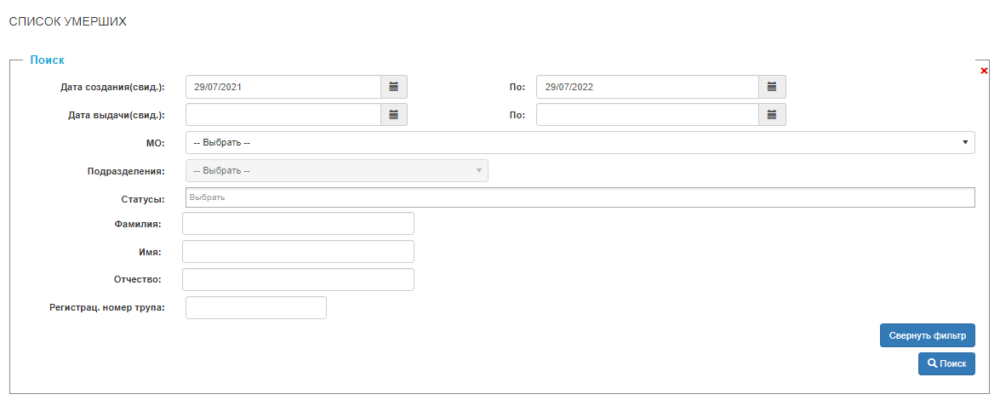 СПИСОК УМЕРШИХ
Поиск
Дата создания(свид.): 29/07/2021 По: 29/07/2022
Дата выдачи(свид.): По:
МО: -- Выбрать --
Подразделения: -- Выбрать --
Статусы: Выбрать
Фамилия:
Имя:
Отчество:
Регистрац. номер трупа:
Свернуть фильтр
Поиск